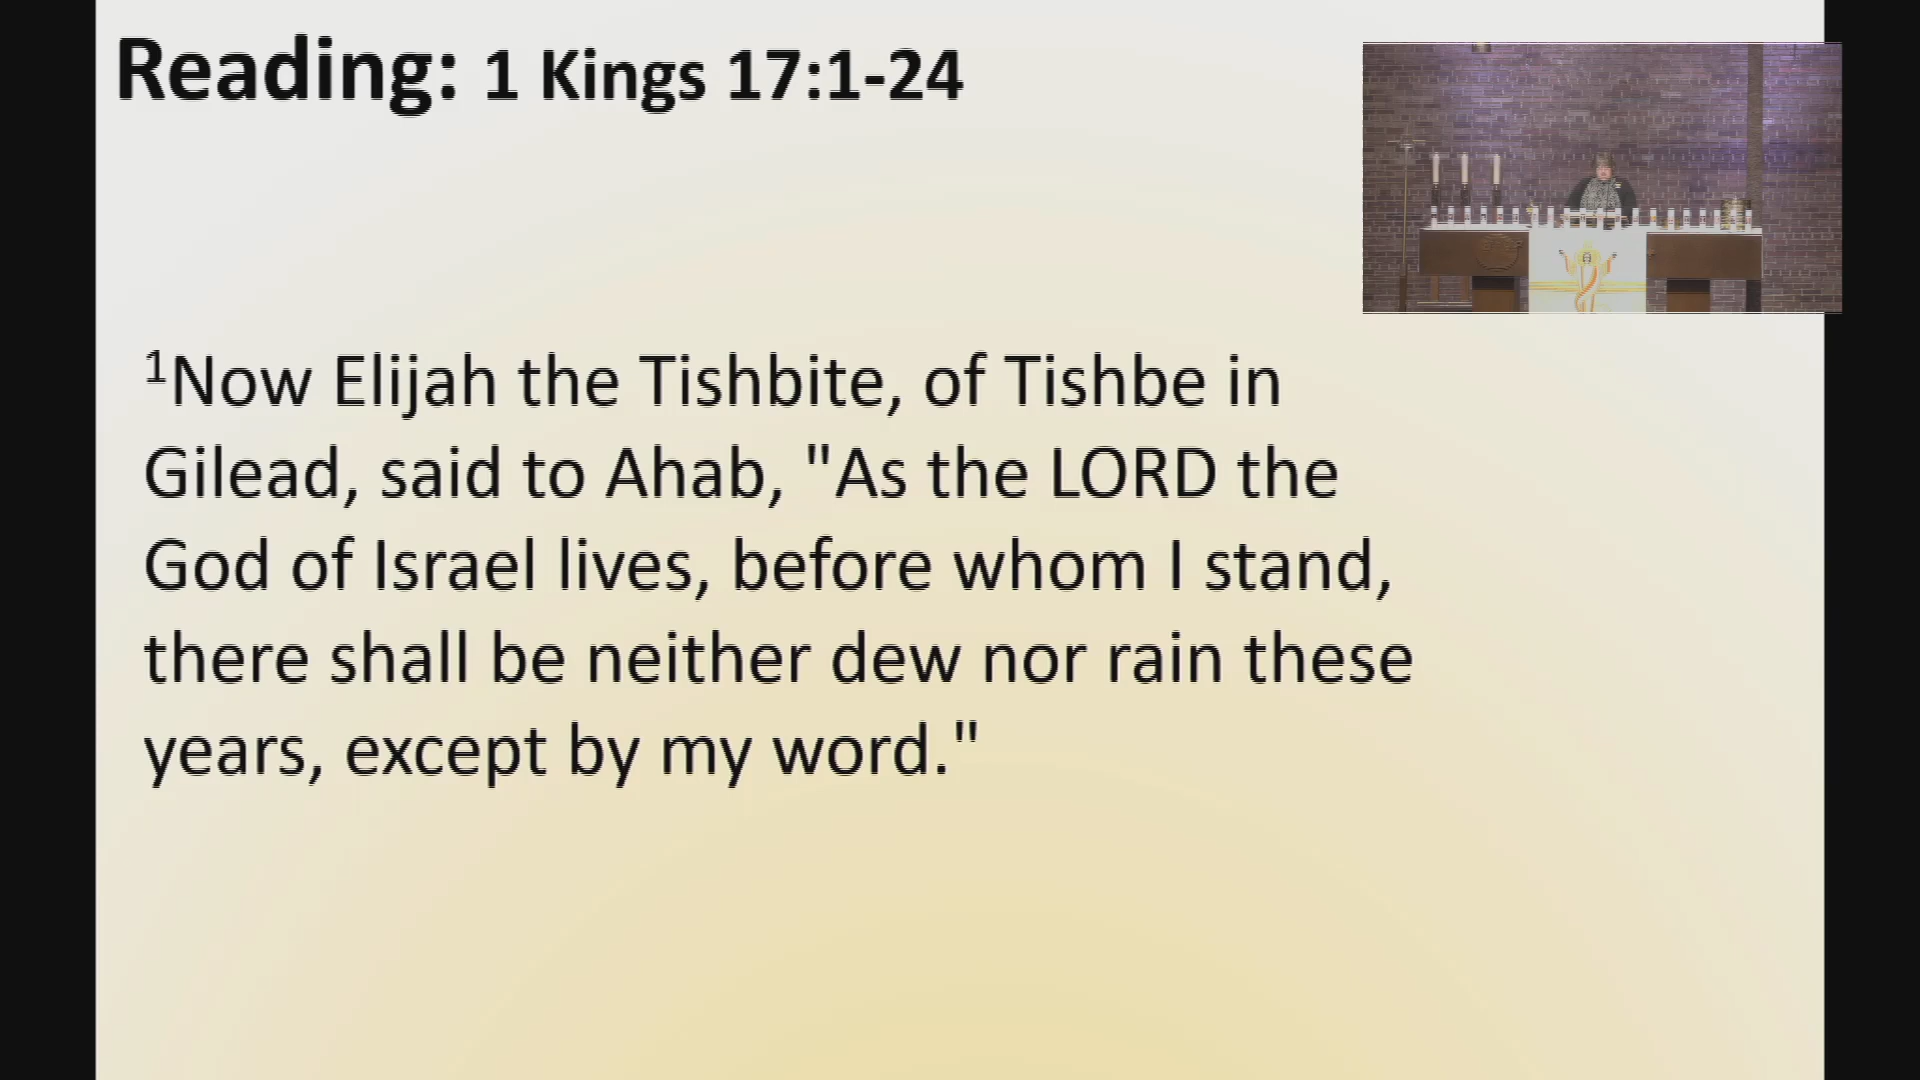 Reading: 1 Kings 17:1-24
¹Now Elijah the Tishbite, of Tishbe in
Gilead, said to Ahab, "As the LORD the
God of Israel lives, before whom I stand,
there shall be neither dew nor rain these
years, except by my word."